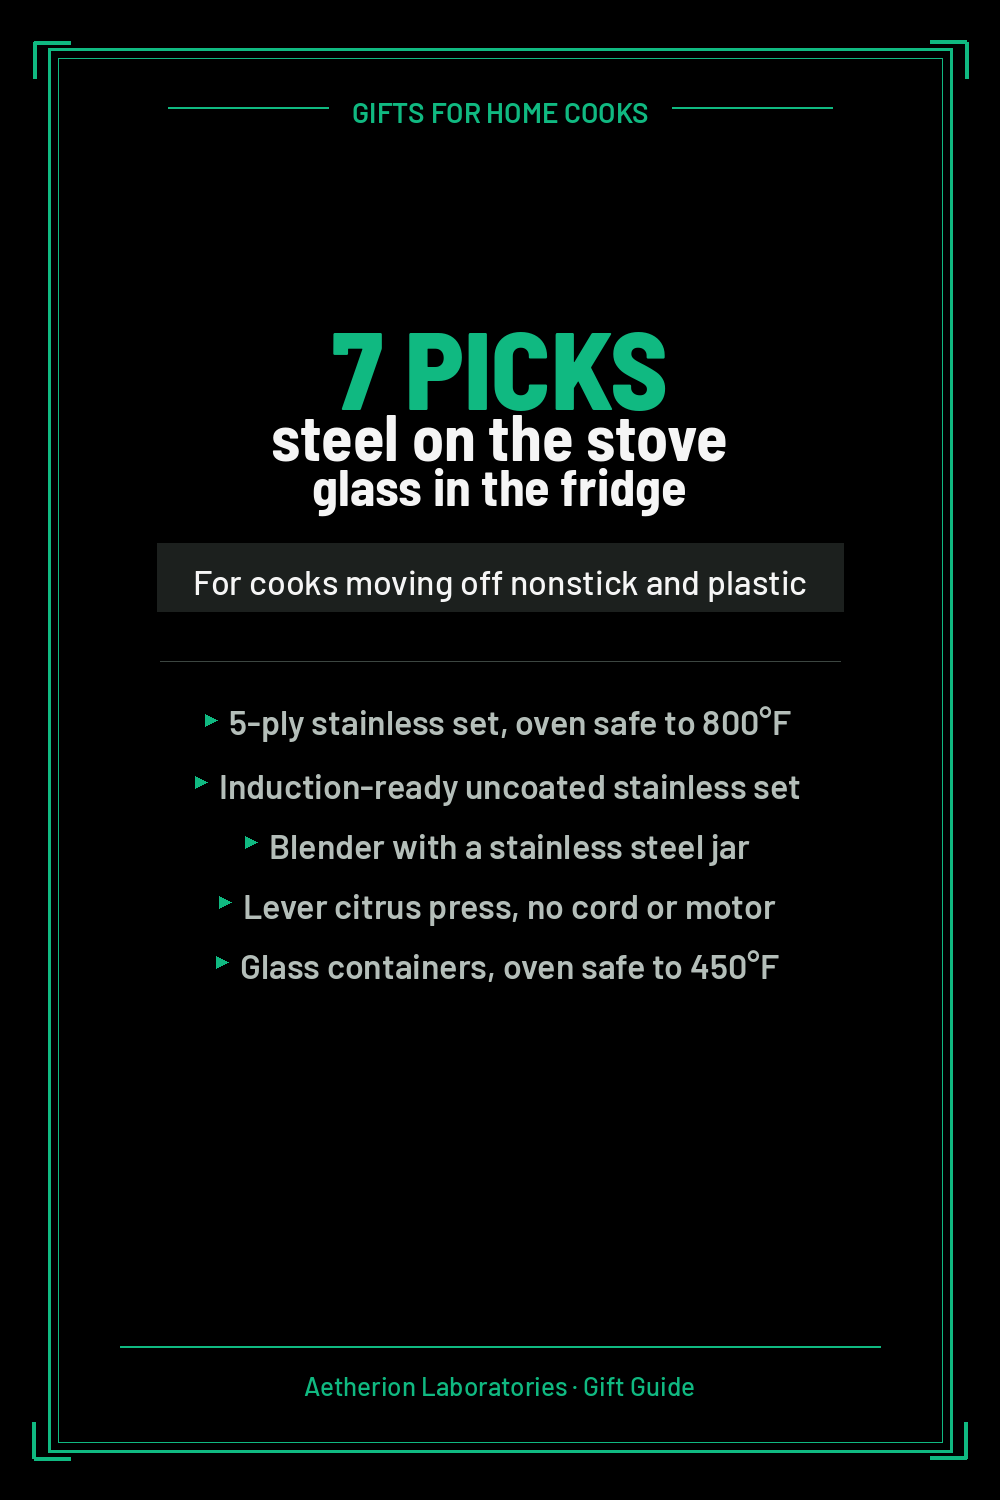 GIFTS FOR HOME COOKS
7 PICKS
steel on the stove
glass in the fridge
For cooks moving off nonstick and plastic
▶ 5-ply stainless set, oven safe to 800°F
▶ Induction-ready uncoated stainless set
▶ Blender with a stainless steel jar
▶ Lever citrus press, no cord or motor
▶ Glass containers, oven safe to 450°F
Aetherion Laboratories · Gift Guide